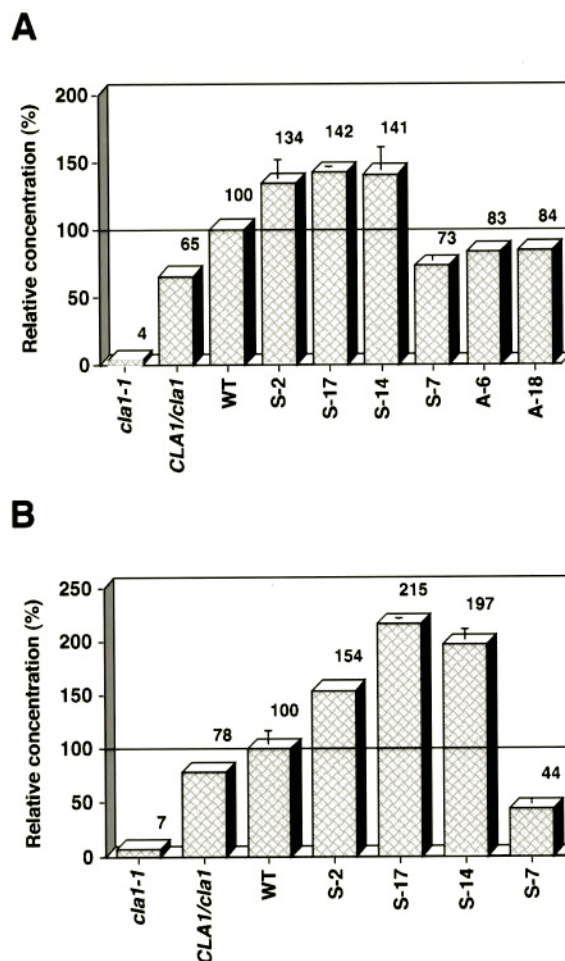 A
Relative concentration (%)
200
150
100
50
0
4
65
100
134
142
141
73
83
84
cla1-1
CLA1/cla1
WT
S-2
S-17
S-14
S-7
A-6
A-18
B
Relative concentration (%)
250
200
150
100
50
0
7
78
100
154
215
197
44
cla1-1
CLA1/cla1
WT
S-2
S-17
S-14
S-7